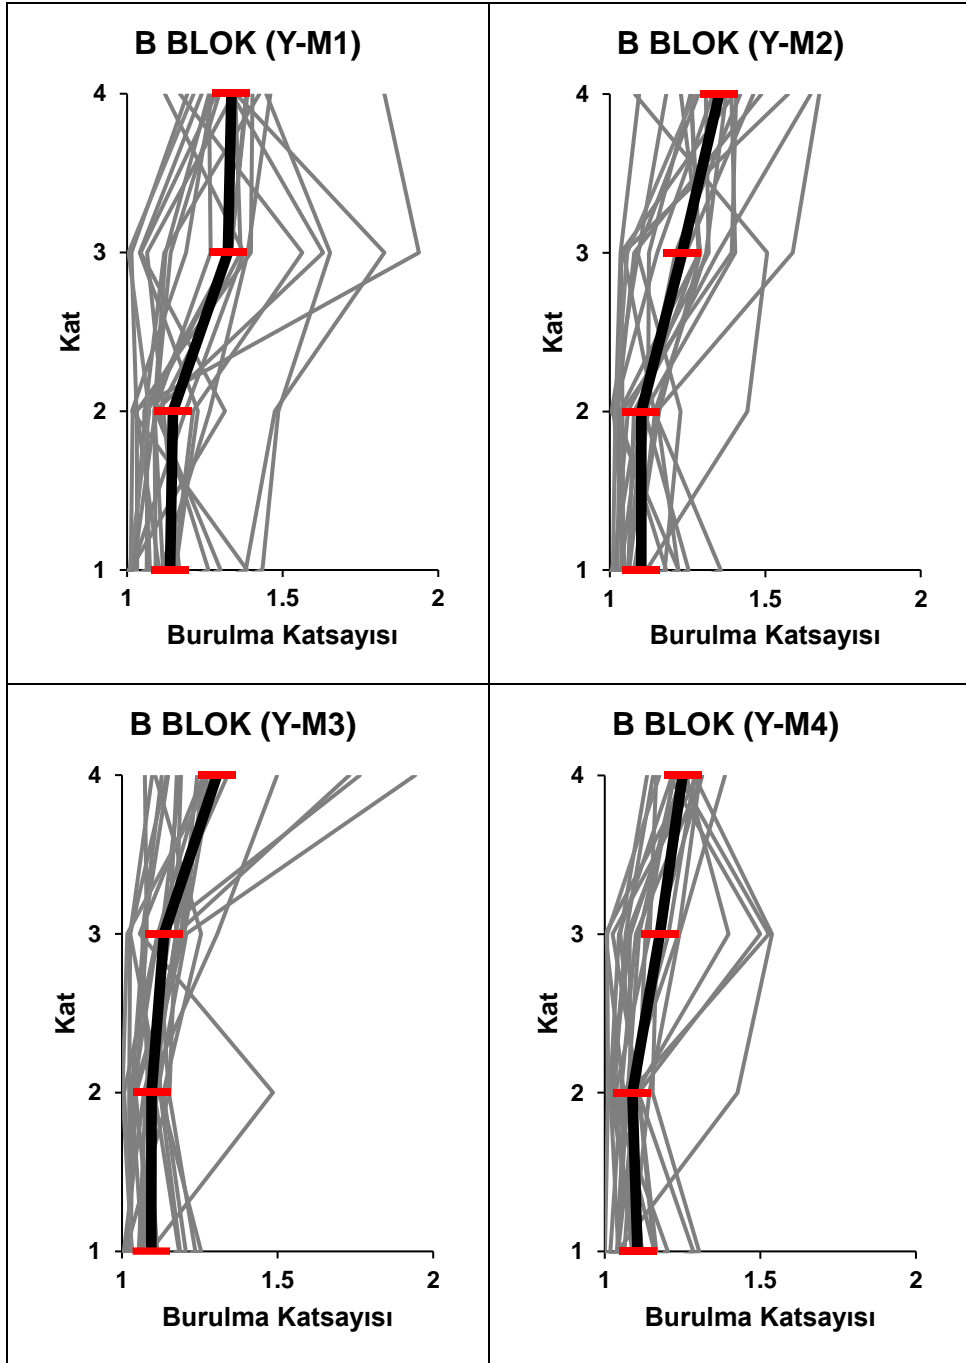 B BLOK (Y-M1)
4
3
2
1
Kat
1
1.5
2
Burulma Katsayısı
B BLOK (Y-M2)
4
3
2
1
Kat
1
1.5
2
Burulma Katsayısı
B BLOK (Y-M3)
4
3
2
1
Kat
1
1.5
2
Burulma Katsayısı
B BLOK (Y-M4)
4
3
2
1
Kat
1
1.5
2
Burulma Katsayısı